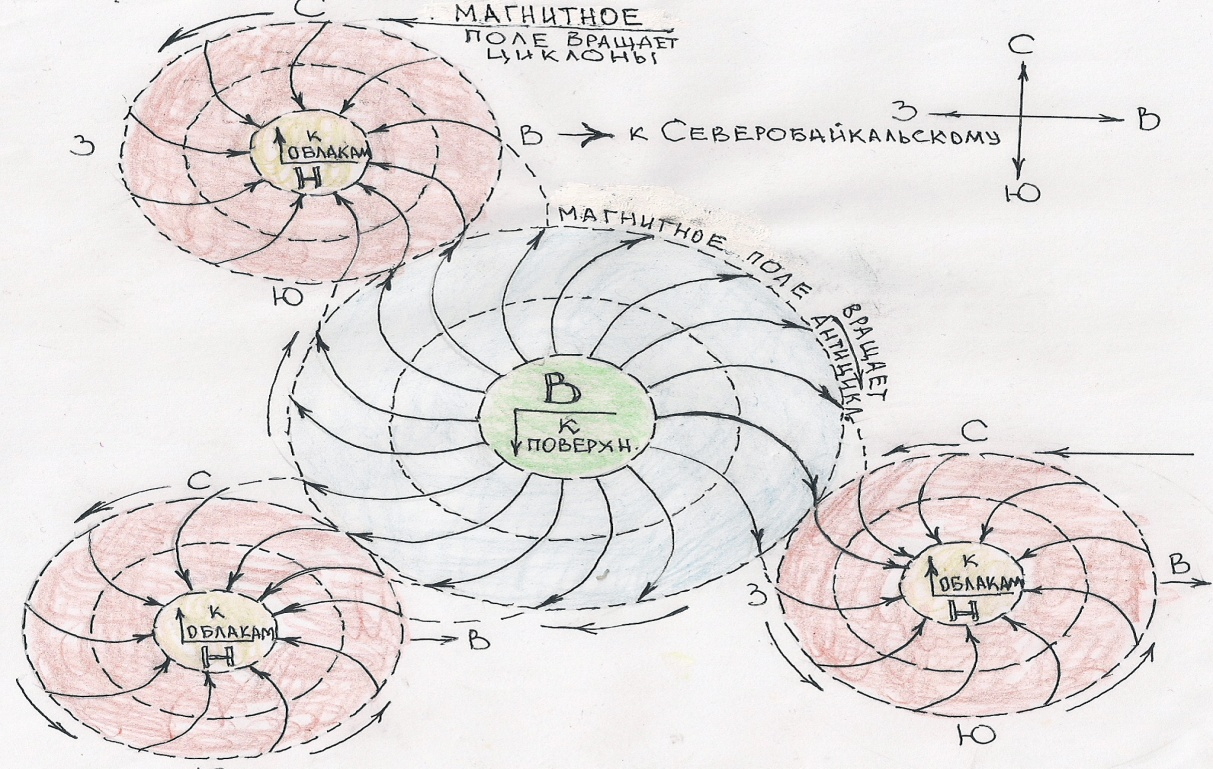 С
МАГНИТНОЕ
ПОЛЕ ВРАЩАЕТ
ЦИКЛОНЫ
С
З
В
Ю
З
В → К СЕВЕРОБАЙКАЛЬСКОМУ
К
ОБЛАКАМ
Н
Ю
МАГНИТНОЕ ПОЛЕ ВРАЩАЕТ
АНТИЦИКЛ.
В
К
ПОВЕРХН.
С
К
ОБЛАКАМ
Н
В
С
З
К
ОБЛАКАМ
Н
В
Ю